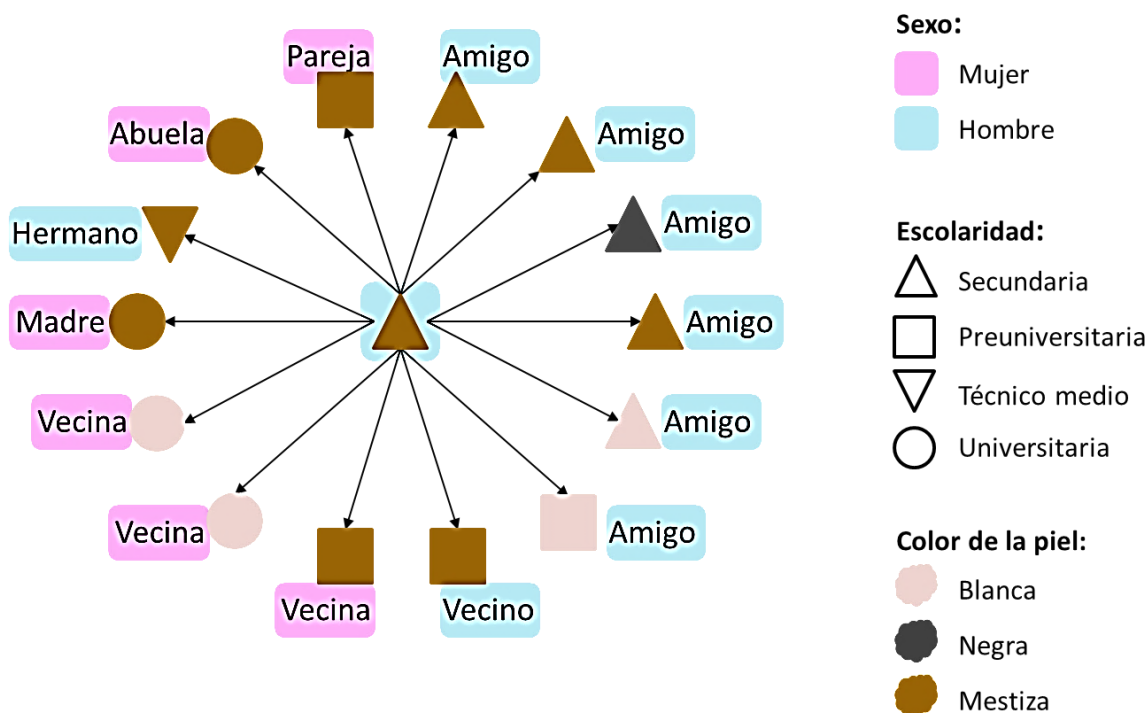 Pareja
Amigo
Abuela
Amigo
Hermano
Amigo
Madre
Amigo
Vecina
Amigo
Vecina
Amigo
Vecina
Vecino
Sexo:
Mujer
Hombre
Escolaridad:
Secundaria
Preuniversitaria
Técnico medio
Universitaria
Color de la piel:
Blanca
Negra
Mestiza